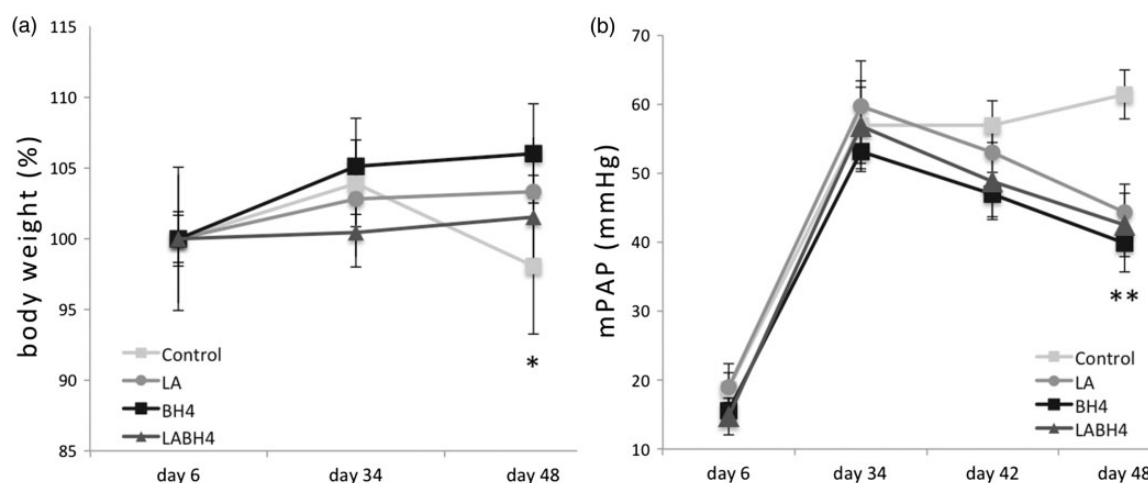 (a)
115
110
105
100
95
90
85
body weight (%)
Control
LA
BH4
LABH4
*
day 6
day 34
day 48
(b)
70
60
50
40
30
20
10
mPAP (mmHg)
**
Control
LA
BH4
LABH4
day 6
day 34
day 42
day 48